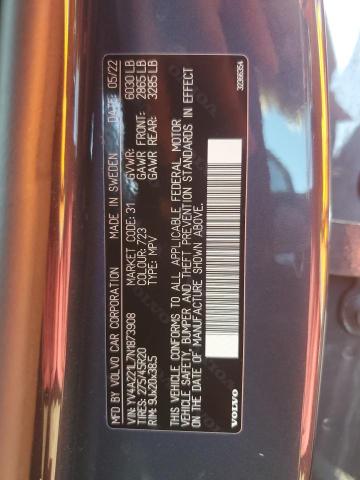 MFD BY VOLVO CAR CORPORATION MADE IN SWEDEN 05/22
VIN: YV4A221L7N1873908 MARKET CODE: 31 GVWR: 6030 LB
TIRES: 275/45R20 COLOUR: 723 GAWR FRONT: 2865 LB
RIM: 9Jx20x38.5 TYPE: MPV GAWR REAR: 3285 LB
THIS VEHICLE CONFORMS TO ALL APPLICABLE FEDERAL MOTOR
VEHICLE SAFETY, BUMPER AND THEFT PREVENTION STANDARDS IN EFFECT
ON THE DATE OF MANUFACTURE SHOWN ABOVE.
VOLVO 32366354